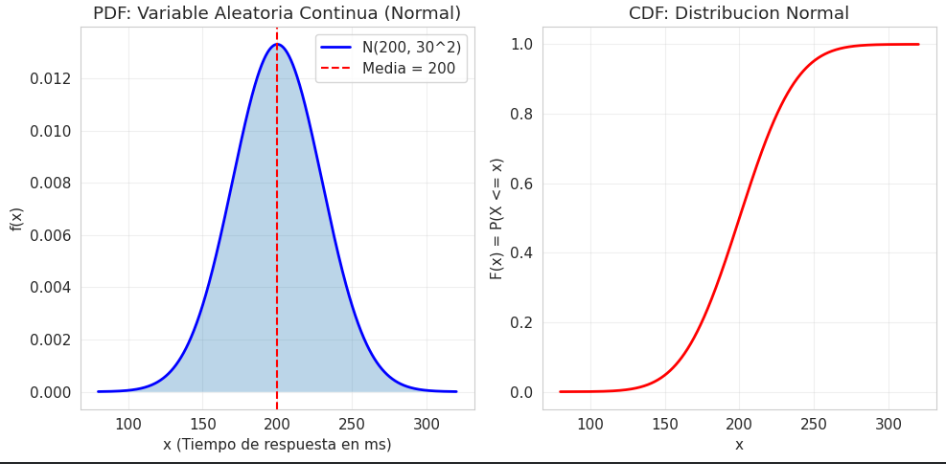 PDF: Variable Aleatoria Continua (Normal)
N(200, 30^2)
Media = 200
0.012
0.010
0.008
0.006
0.004
0.002
0.000
f(x)
100 150 200 250 300
x (Tiempo de respuesta en ms)
CDF: Distribucion Normal
1.0
0.8
0.6
0.4
0.2
0.0
F(x) = P(X <= x)
100 150 200 250 300
x